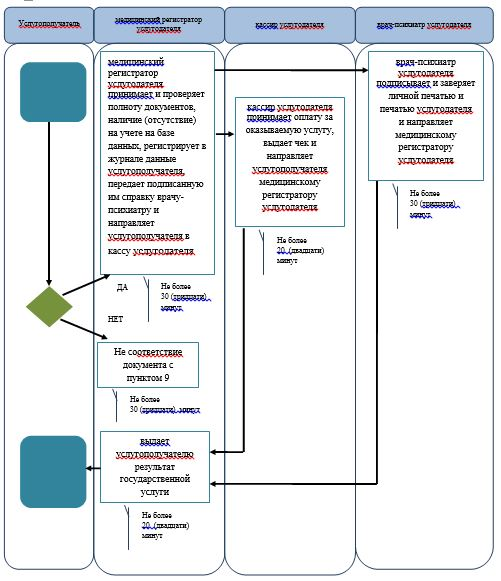 Услугополучатель
медицинский регистратор
услугодателя
кассир услугодателя
врач-психиатр услугодателя
медицинский
регистратор
услугодателя
принимает и проверяет
полноту документов,
наличие (отсутствие)
на учете на базе
данных, регистрирует в
журнале данные
услугополучателя,
передает подписанную
им справку врачу-
психиатру и
направляет
услугополучателя в
кассу услугодателя
кассир услугодателя
принимает оплату за
оказываемую услугу,
выдает чек и
направляет
услугополучателя
медицинскому
регистратору
услугодателя
врач-психиатр
услугодателя
подписывает и заверяет
личной печатью и
печатью услугодателя
и направляет
медицинскому
регистратору
услугодателя
Не более
30 (тридцати)
минут
Не более
20 (двадцати)
минут
ДА
Не более
30 (тридцати)
минут
НЕТ
Не соответствие
документа с
пунктом 9
Не более
30 (тридцати) минут
выдает
услугополучателю
результат
государственной
услуги
Не более
20 (двадцати)
минут